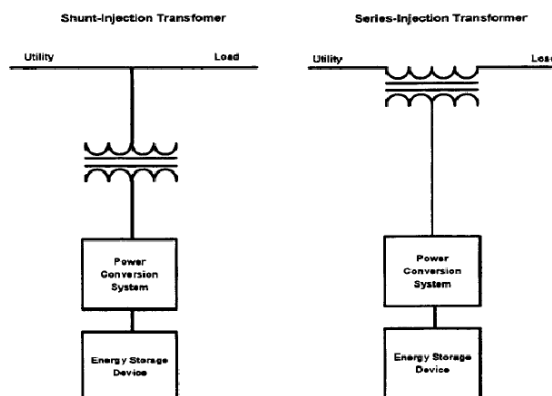 Shunt-Injection Transfomer
Utility
Load
Power
Conversion
System
Energy Storage
Device
Series-Injection Transformer
Utility
Load
Power
Conversion
System
Energy Storage
Device